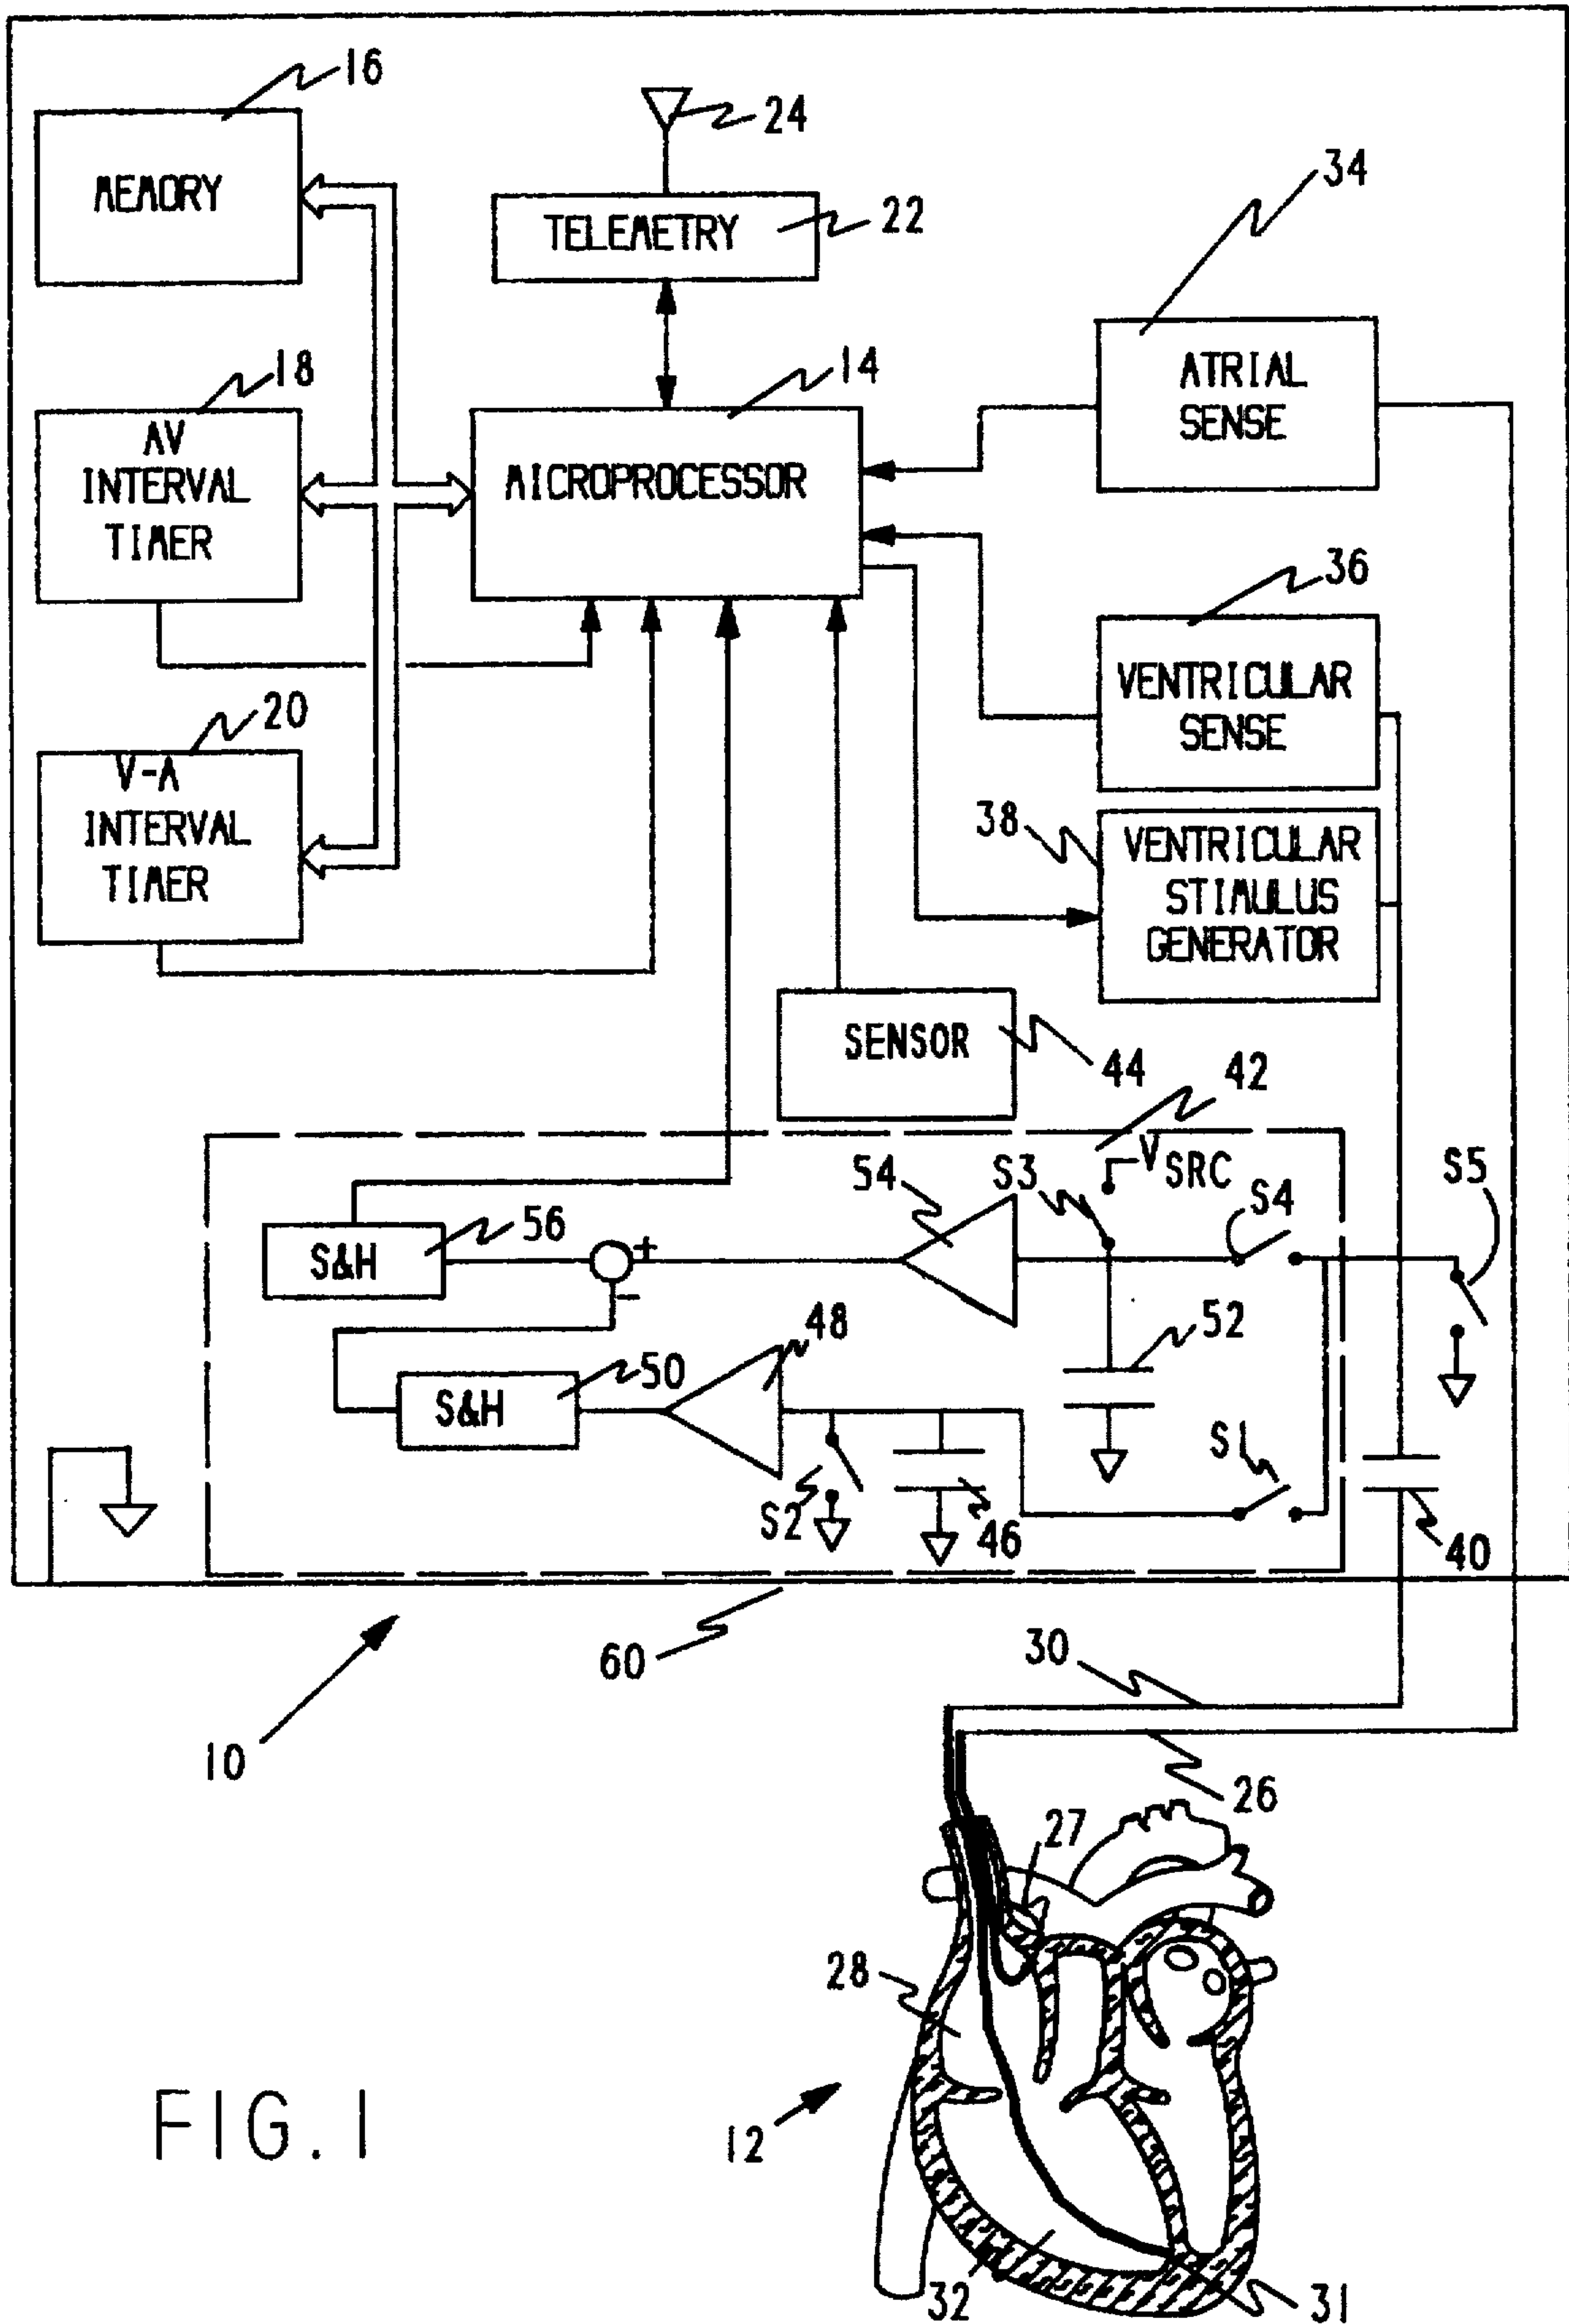 16
24
34
MEMORY
TELEMETRY
22
18
14
ATRIAL
SENSE
AV
INTERVAL
TIMER
MICROPROCESSOR
36
20
VENTRICULAR
SENSE
V-A
INTERVAL
TIMER
38
VENTRICULAR
STIMULUS
GENERATOR
SENSOR
44
42
54
S3
VSRC
S4
S5
56
+
S&H
−
48
52
50
S&H
S1
S2
46
40
60
30
10
26
27
28
12
FIG. 1
32
31